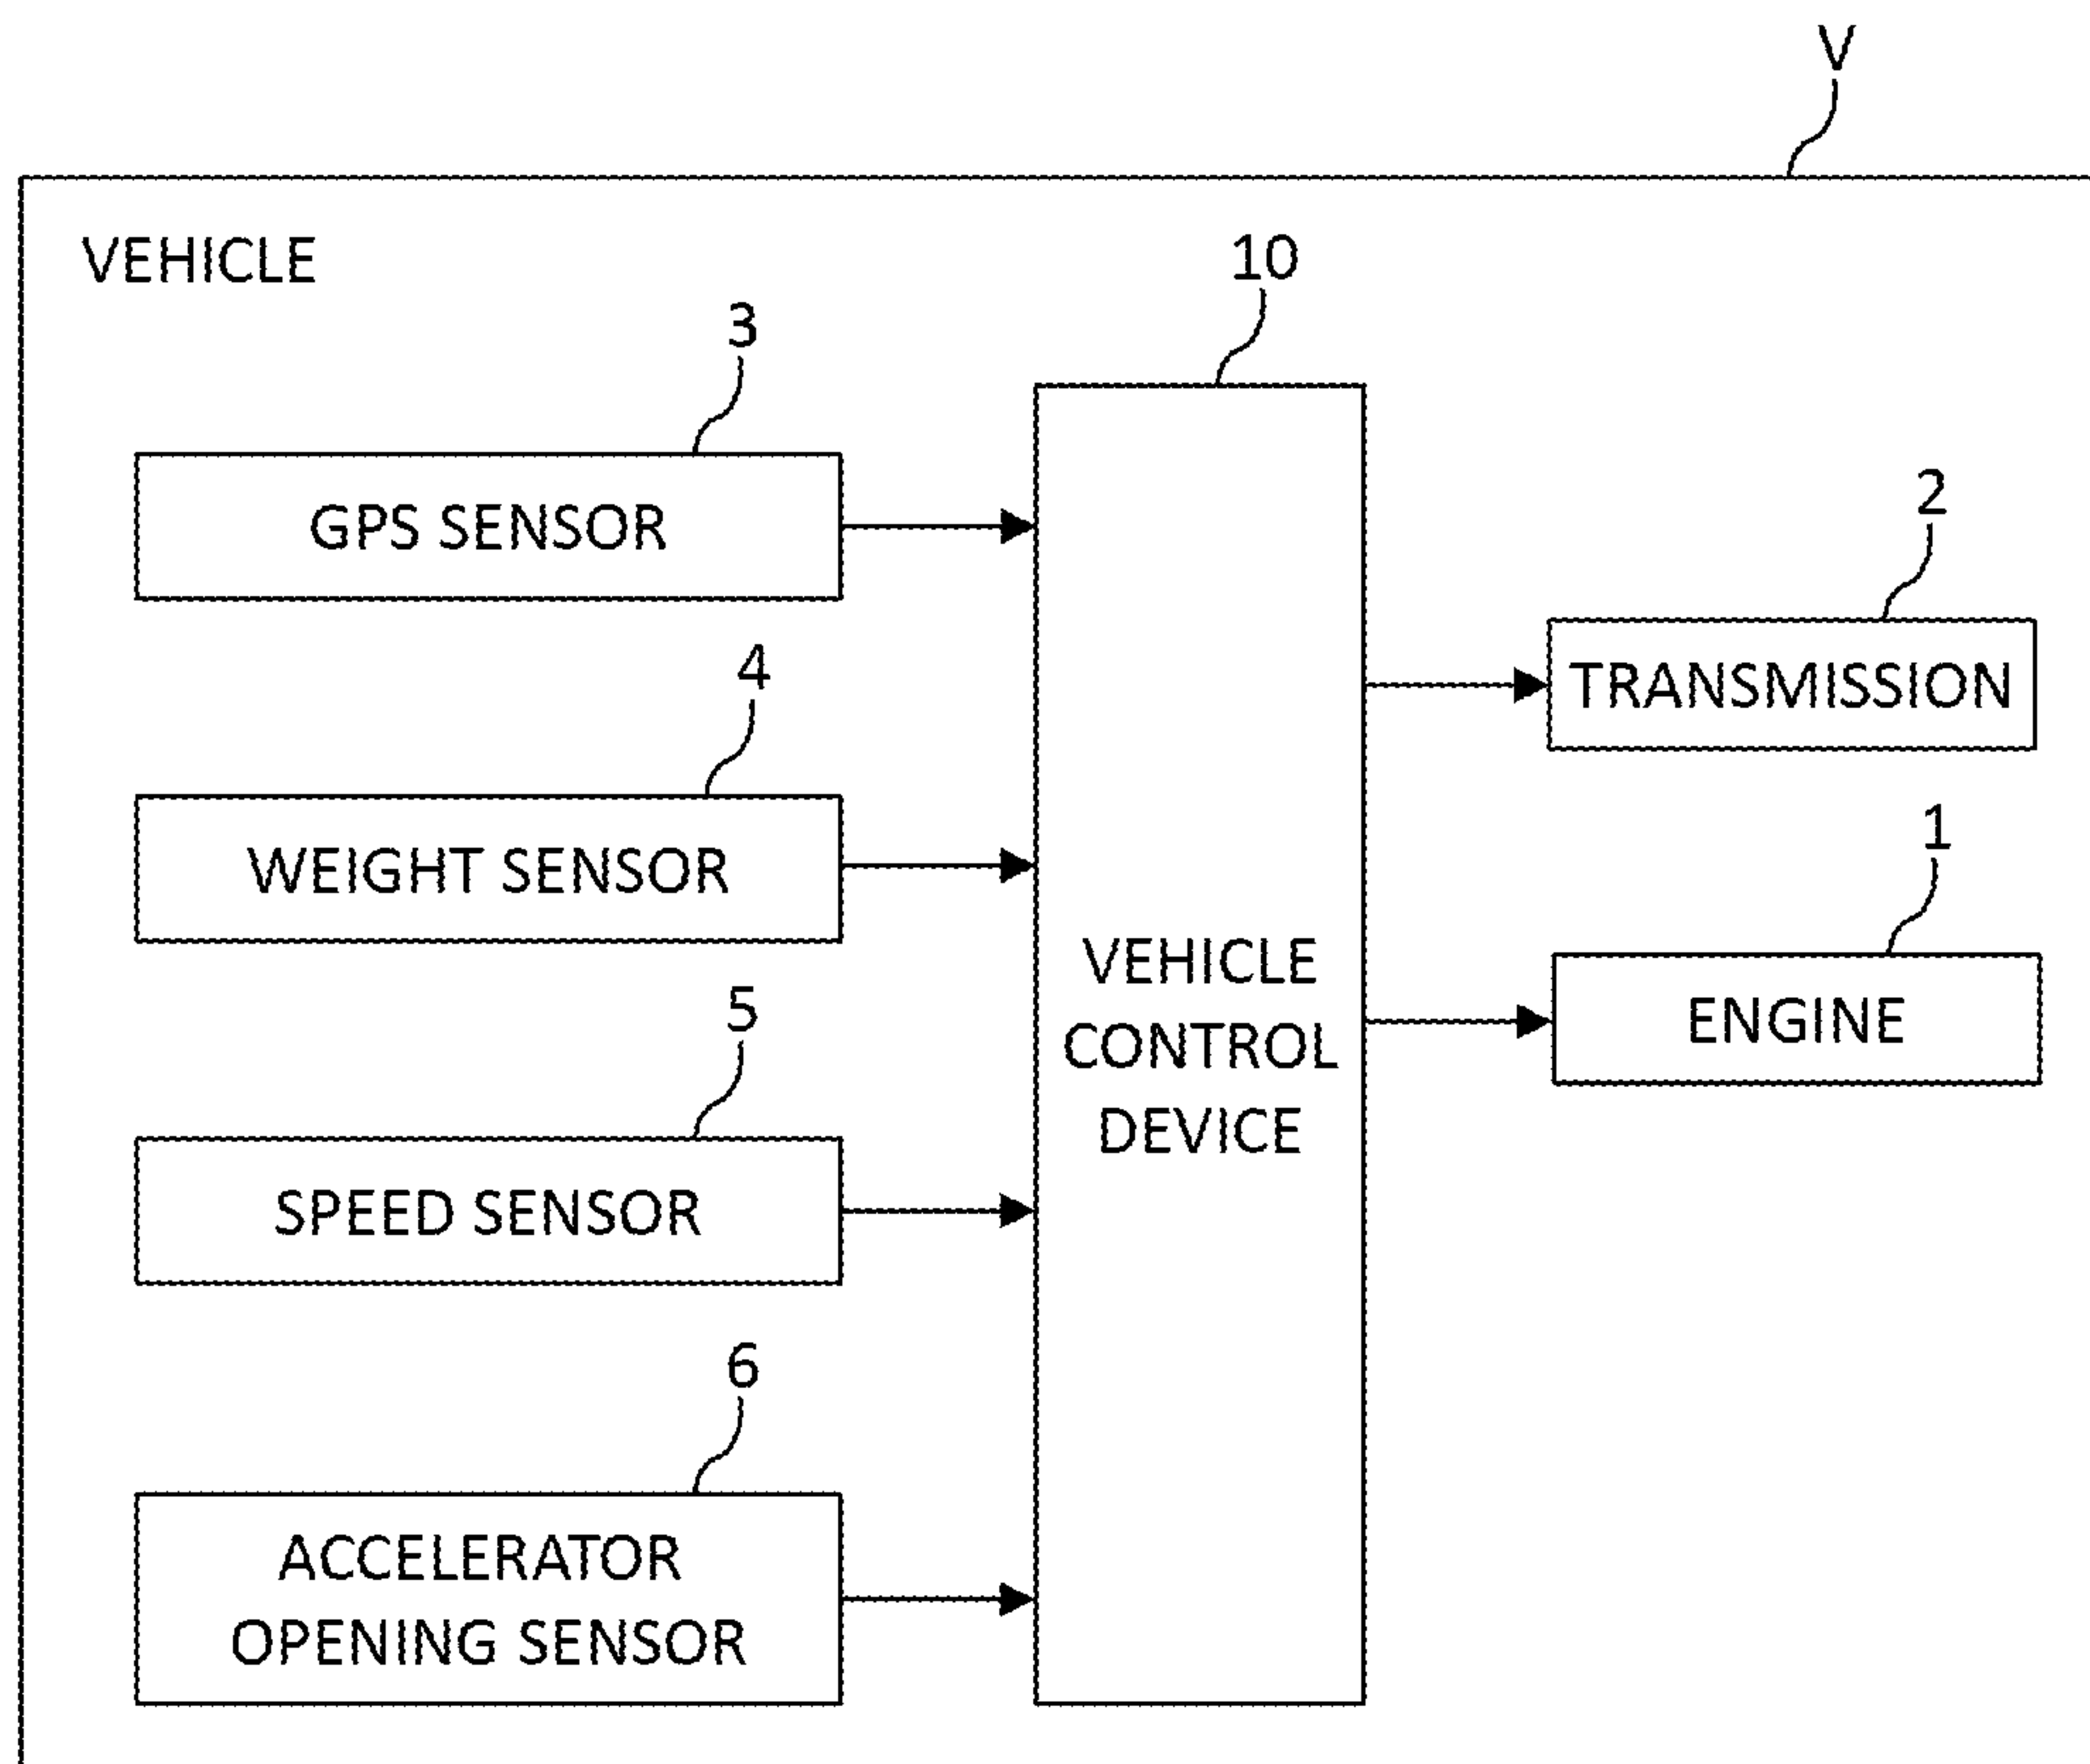 V
VEHICLE
10
3
GPS SENSOR
2
TRANSMISSION
4
WEIGHT SENSOR
1
ENGINE
VEHICLE
CONTROL
DEVICE
5
SPEED SENSOR
6
ACCELERATOR
OPENING SENSOR